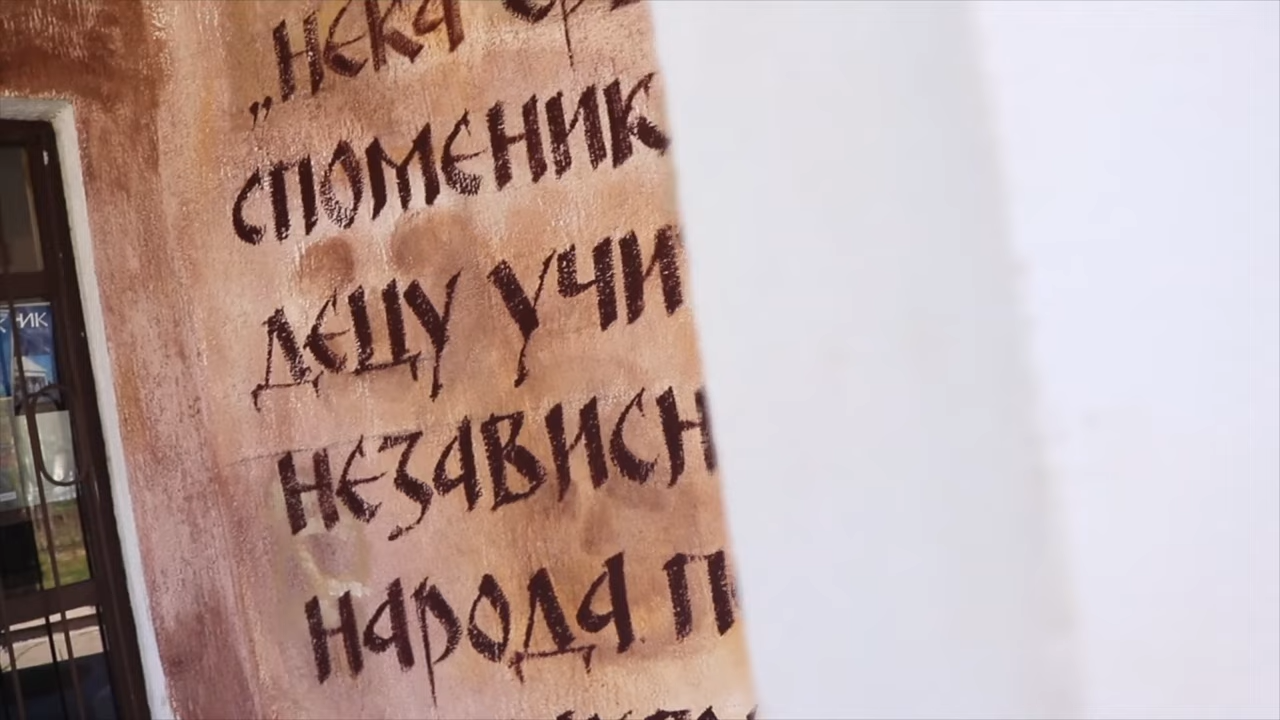 „НЕКА
СПОМЕНИК
ДЕЦУ УЧИ
НЕЗАВИСН
НАРОДА